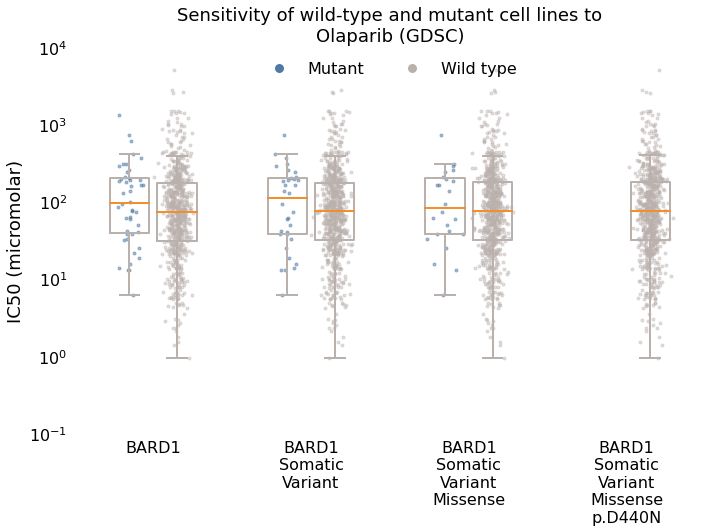 Sensitivity of wild-type and mutant cell lines to
Olaparib (GDSC)
Mutant
Wild type
IC50 (micromolar)
10⁴
10³
10²
10¹
10⁰
10⁻¹
BARD1
BARD1
Somatic
Variant
BARD1
Somatic
Variant
Missense
BARD1
Somatic
Variant
Missense
p.D440N